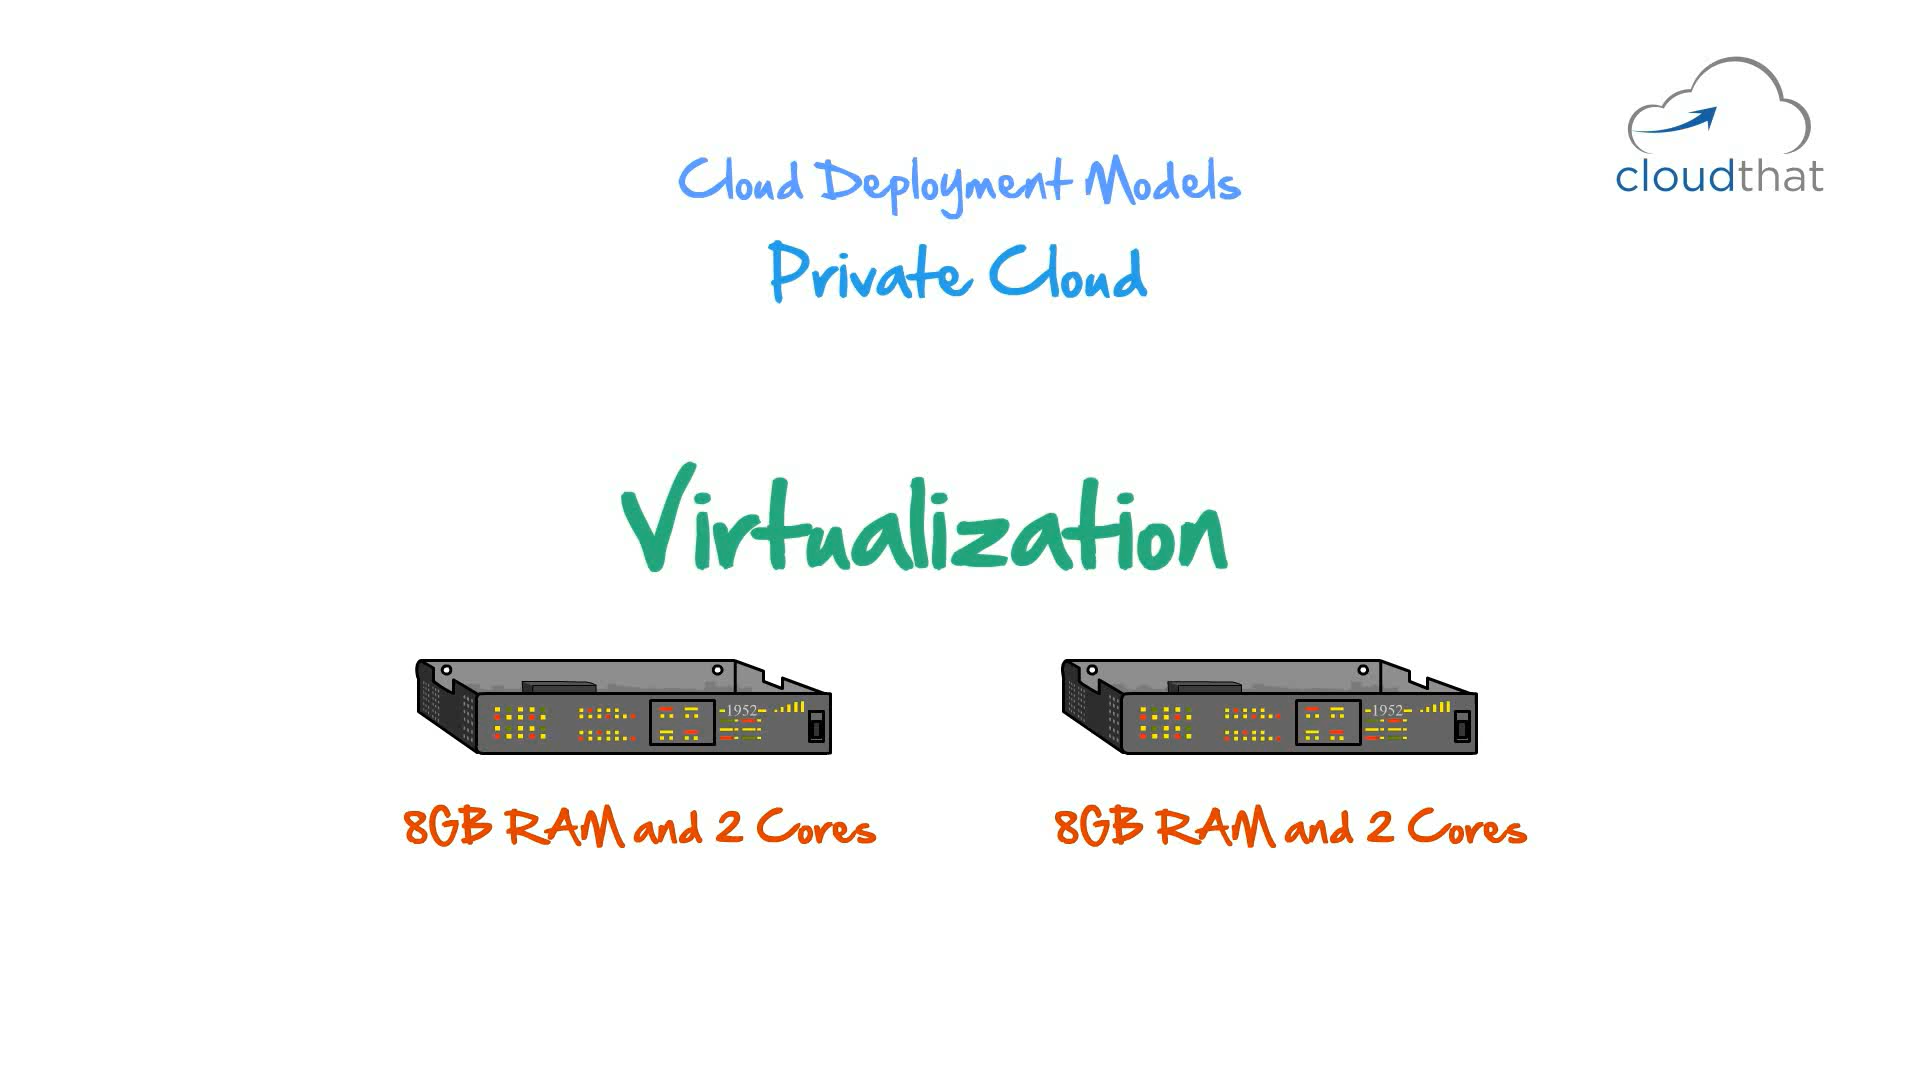 cloudthat
Cloud Deployment Models
Private Cloud
Virtualization
1952
1952
8GB RAM and 2 Cores
8GB RAM and 2 Cores